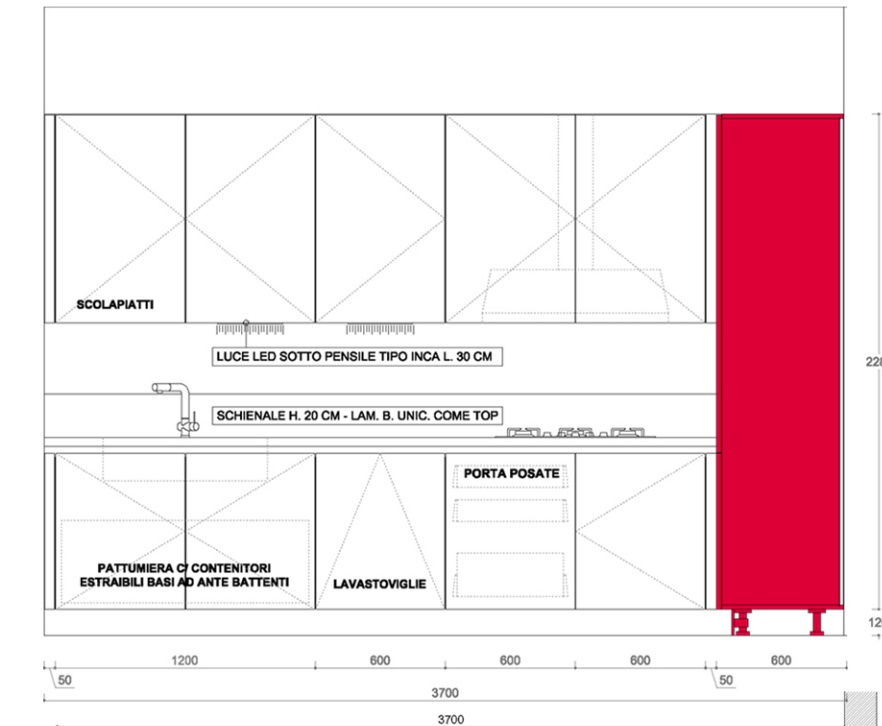 SCOLAPIATTI
LUCE LED SOTTO PENSILE TIPO INCA L. 30 CM
SCHIENALE H. 20 CM - LAM. B. UNIC. COME TOP
PORTA POSATE
PATTUMIERA C/ CONTENITORI
ESTRAIBILI BASI AD ANTE BATTENTI
LAVASTOVIGLIE
1200 600 600 600 600
50 50
3700
3700